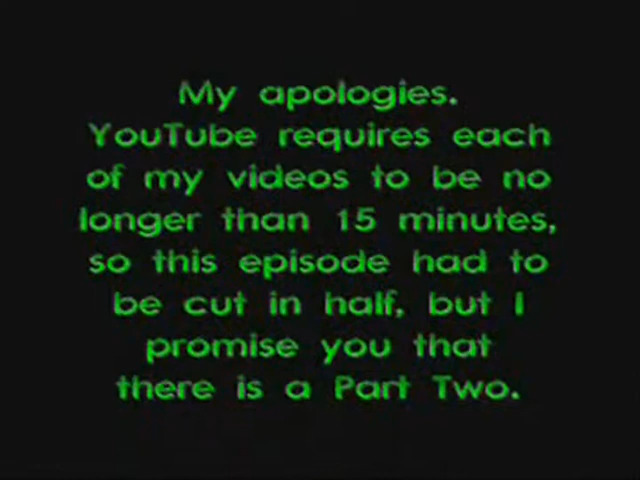 My apologies.
YouTube requires each
of my videos to be no
longer than 15 minutes,
so this episode had to
be cut in half, but I
promise you that
there is a Part Two.